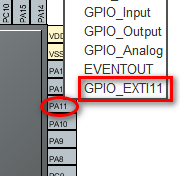 PC10
PA15
PA14
VDD
VSS
PA1
PA1
PA11
PA10
PA9
PA8
GPIO_Input
GPIO_Output
GPIO_Analog
EVENTOUT
GPIO_EXTI11